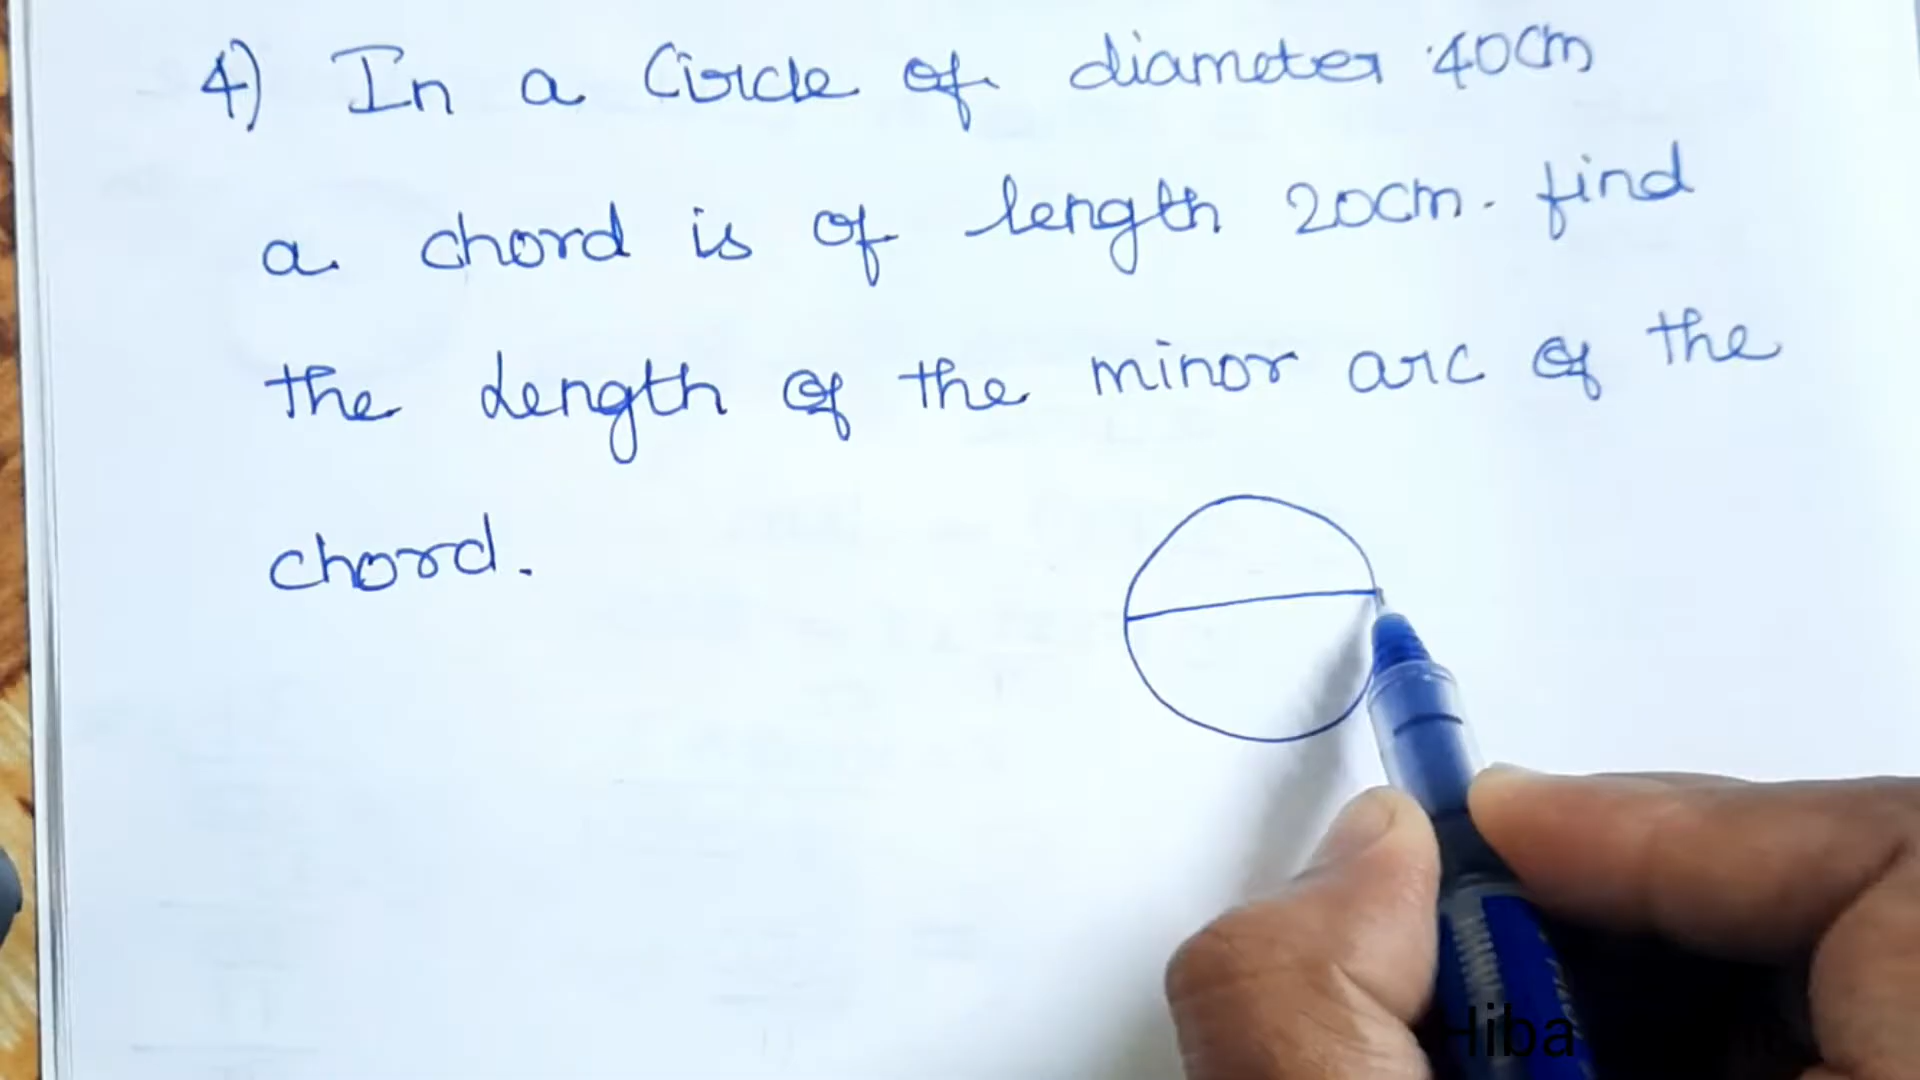 4) In a Circle of diameter 40cm
a chord is of length 20cm. find
the Length of the minor arc of the
chord.
Hiba